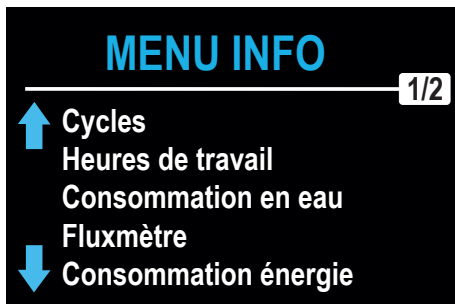 MENU INFO
1/2
Cycles
Heures de travail
Consommation en eau
Fluxmètre
Consommation énergie